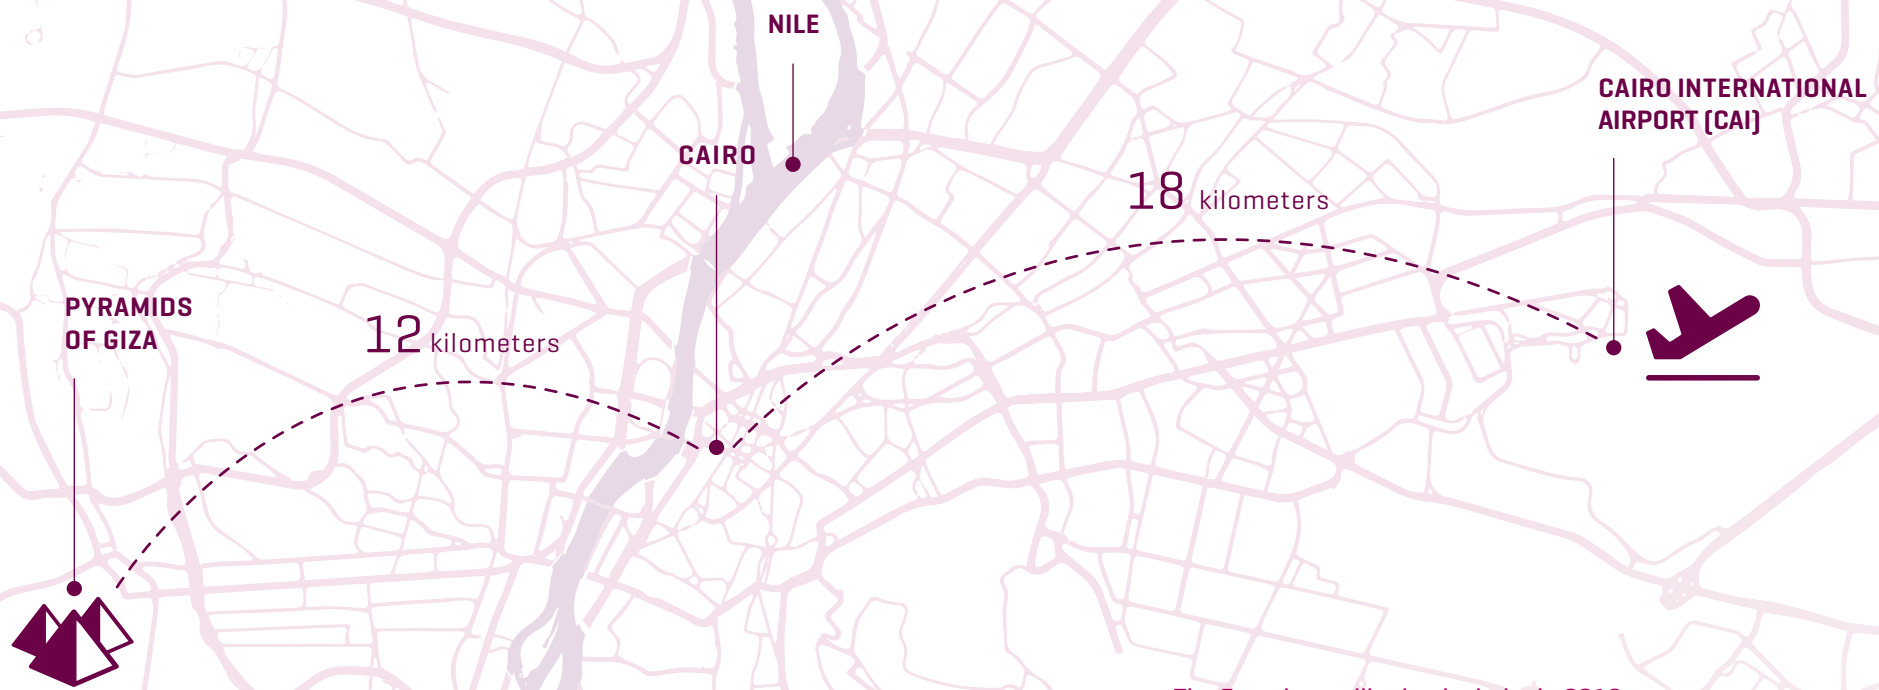 NILE
CAIRO INTERNATIONAL
AIRPORT (CAI)
CAIRO
18 kilometers
PYRAMIDS
OF GIZA
12 kilometers